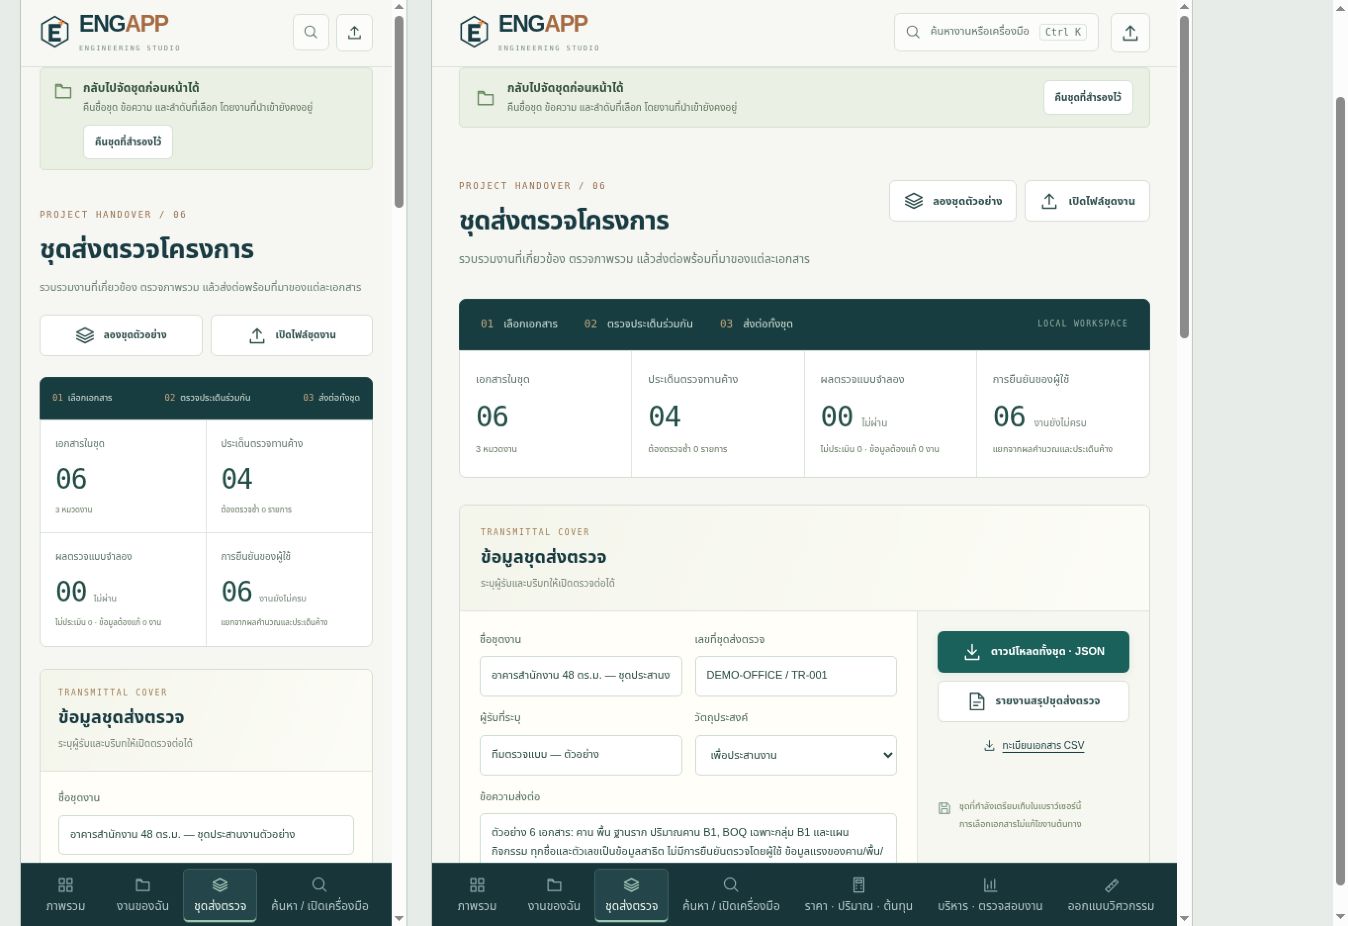 ENGAPP
ENGINEERING STUDIO
กลับไปจัดชุดก่อนหน้าได้
คืนชื่อชุด ข้อความ และลำดับที่เลือก โดยงานที่นำเข้ายังคงอยู่
คืนชุดที่สำรองไว้
PROJECT HANDOVER / 06
ชุดส่งตรวจโครงการ
รวบรวมงานที่เกี่ยวข้อง ตรวจภาพรวม แล้วส่งต่อพร้อมที่มาของแต่ละเอกสาร
ลองชุดตัวอย่าง
เปิดไฟล์ชุดงาน
01 เลือกเอกสาร
02 ตรวจประเด็นร่วมกัน
03 ส่งต่อทั้งชุด
เอกสารในชุด
06
3 หมวดงาน
ประเด็นตรวจทานค้าง
04
ต้องตรวจซ้ำ 0 รายการ
ผลตรวจแบบจำลอง
00 ไม่ผ่าน
ไม่ประเมิน 0 · ข้อมูลต้องแก้ 0 งาน
การยืนยันของผู้ใช้
06 งานยังไม่ครบ
แยกจากผลคำนวณและประเด็นค้าง
TRANSMITTAL COVER
ข้อมูลชุดส่งตรวจ
ระบุผู้รับและบริบทให้เปิดตรวจต่อได้
ชื่อชุดงาน
อาคารสำนักงาน 48 ตร.ม. — ชุดประสานงานตัวอย่าง
ภาพรวม
งานของฉัน
ชุดส่งตรวจ
ค้นหา / เปิดเครื่องมือ
ENGAPP
ENGINEERING STUDIO
ค้นหางานหรือเครื่องมือ
Ctrl K
กลับไปจัดชุดก่อนหน้าได้
คืนชื่อชุด ข้อความ และลำดับที่เลือก โดยงานที่นำเข้ายังคงอยู่
คืนชุดที่สำรองไว้
PROJECT HANDOVER / 06
ชุดส่งตรวจโครงการ
รวบรวมงานที่เกี่ยวข้อง ตรวจภาพรวม แล้วส่งต่อพร้อมที่มาของแต่ละเอกสาร
ลองชุดตัวอย่าง
เปิดไฟล์ชุดงาน
01 เลือกเอกสาร
02 ตรวจประเด็นร่วมกัน
03 ส่งต่อทั้งชุด
LOCAL WORKSPACE
เอกสารในชุด
06
3 หมวดงาน
ประเด็นตรวจทานค้าง
04
ต้องตรวจซ้ำ 0 รายการ
ผลตรวจแบบจำลอง
00 ไม่ผ่าน
ไม่ประเมิน 0 · ข้อมูลต้องแก้ 0 งาน
การยืนยันของผู้ใช้
06 งานยังไม่ครบ
แยกจากผลคำนวณและประเด็นค้าง
TRANSMITTAL COVER
ข้อมูลชุดส่งตรวจ
ระบุผู้รับและบริบทให้เปิดตรวจต่อได้
ชื่อชุดงาน
อาคารสำนักงาน 48 ตร.ม. — ชุดประสานง
เลขที่ชุดส่งตรวจ
DEMO-OFFICE / TR-001
ผู้รับที่ระบุ
ทีมตรวจแบบ — ตัวอย่าง
วัตถุประสงค์
เพื่อประสานงาน
ข้อความส่งต่อ
ตัวอย่าง 6 เอกสาร: คาน พื้น ฐานราก ปริมาณคาน B1, BOQ เฉพาะกลุ่ม B1 และแผน
กิจกรรม ทุกชื่อและตัวเลขเป็นข้อมูลสาธิต ไม่มีการยืนยันตรวจโดยผู้ใช้ ข้อมูลแรงของคาน/พื้น/
ดาวน์โหลดทั้งชุด · JSON
รายงานสรุปชุดส่งตรวจ
ทะเบียนเอกสาร CSV
ชุดที่กำลังเตรียมเก็บในเบราว์เซอร์นี้
การเลือกเอกสารไม่แก้ไขงานต้นทาง
ภาพรวม
งานของฉัน
ชุดส่งตรวจ
ค้นหา / เปิดเครื่องมือ
ราคา · ปริมาณ · ต้นทุน
บริหาร · ตรวจสอบงาน
ออกแบบวิศวกรรม